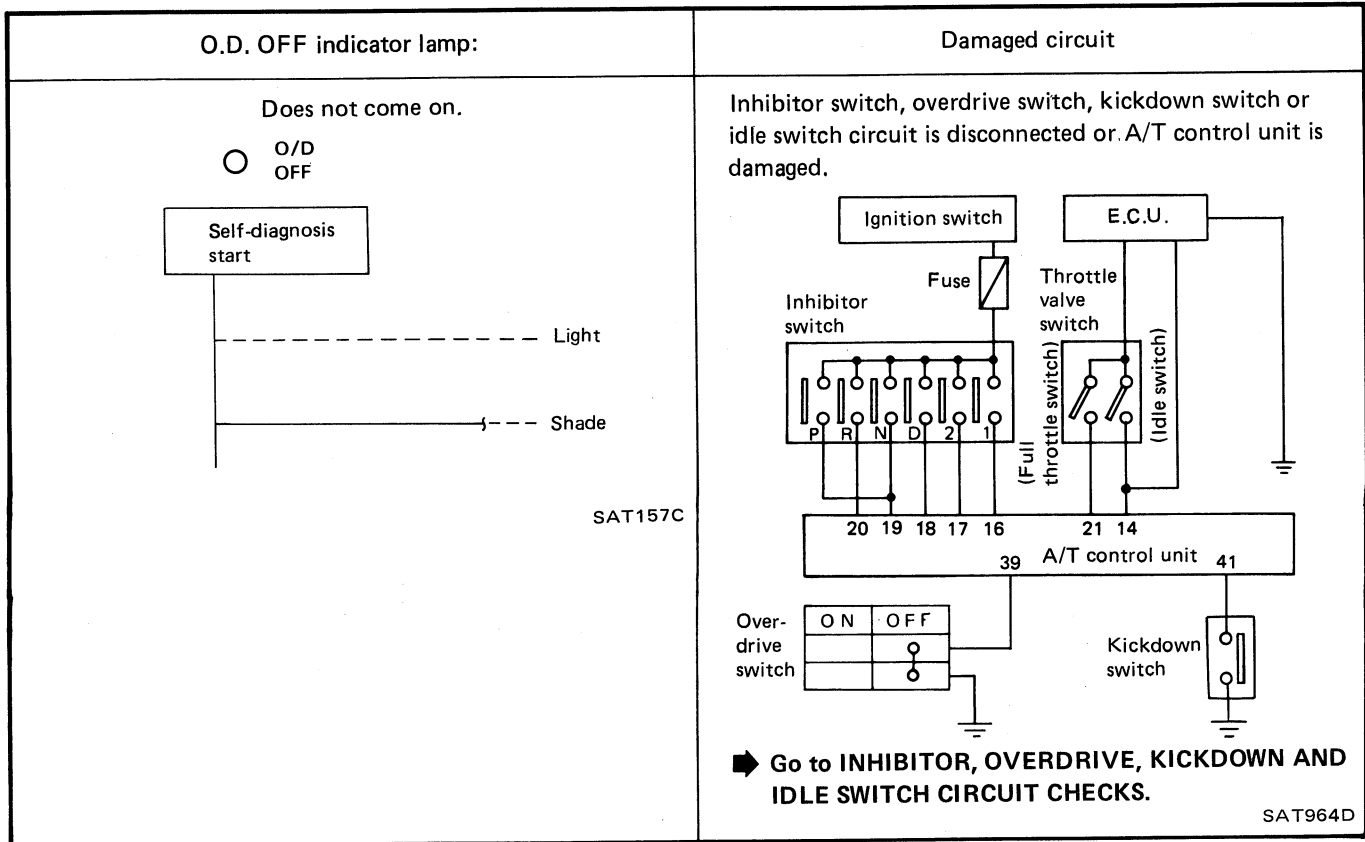 O.D. OFF indicator lamp:
Does not come on.
O/D
OFF
Self-diagnosis
start
Light
Shade
SAT157C
Damaged circuit
Inhibitor switch, overdrive switch, kickdown switch or
idle switch circuit is disconnected or A/T control unit is
damaged.
Ignition switch
E.C.U.
Fuse
Throttle
valve
switch
Inhibitor
switch
(Full
throttle switch)
(Idle switch)
P R N D 2 1
20 19 18 17 16 21 14
39 A/T control unit 41
Over-
drive
switch
ON OFF
Kickdown
switch
Go to INHIBITOR, OVERDRIVE, KICKDOWN AND
IDLE SWITCH CIRCUIT CHECKS.
SAT964D